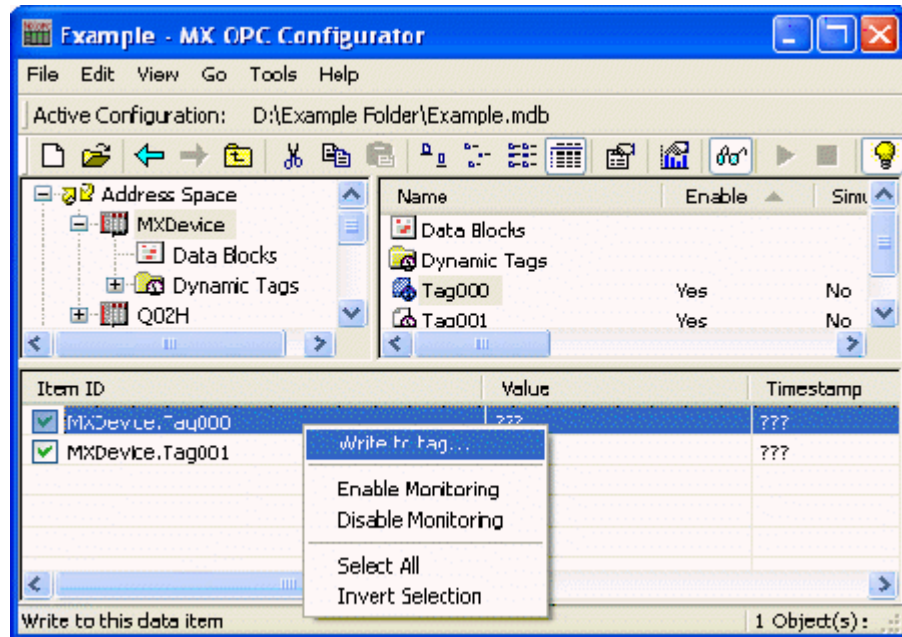 Example - MX OPC Configurator
File Edit View Go Tools Help
Active Configuration: D:\Example Folder\Example.mdb
Address Space
MXDevice
Data Blocks
Dynamic Tags
Q02H
Name Enable
Data Blocks
Dynamic Tags
Tag000 Yes No
Tag001 Yes No
Item ID Value Timestamp
MXDevice.Tag000 ??? ???
MXDevice.Tag001 ???
Write to tag...
Enable Monitoring
Disable Monitoring
Select All
Invert Selection
Write to this data item 1 Object(s):